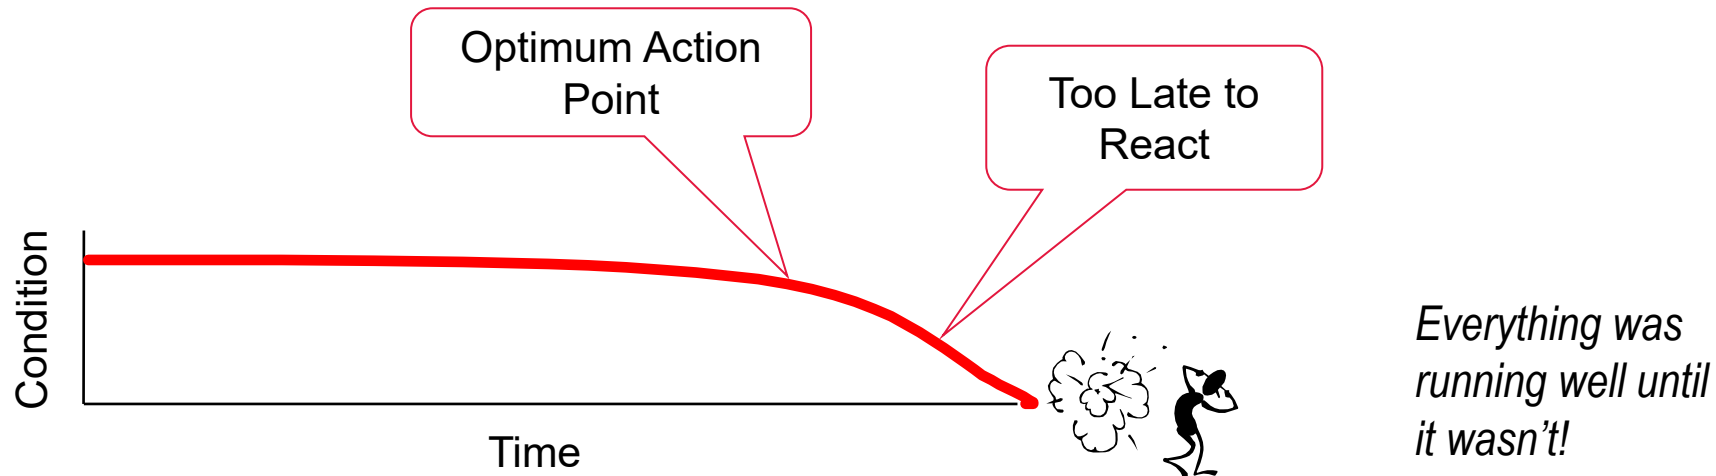 Optimum Action
Point
Too Late to
React
Condition
Time
Everything was
running well until
it wasn’t!